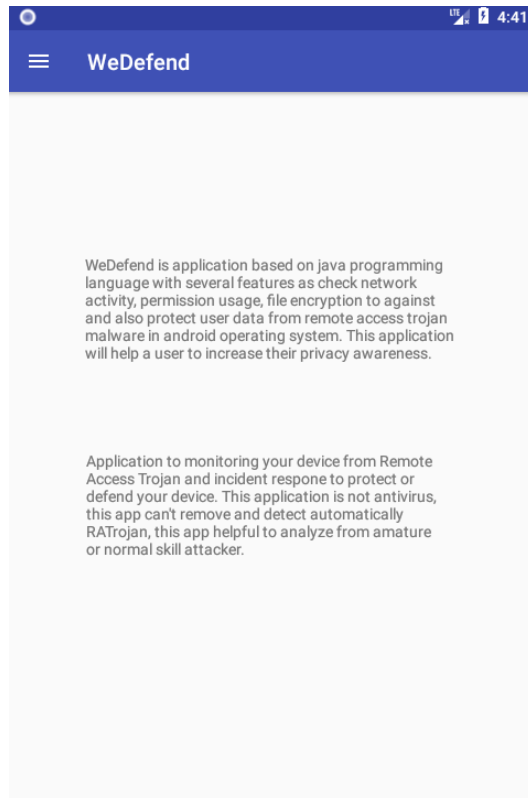 LTE 4:41
WeDefend
WeDefend is application based on java programming
language with several features as check network
activity, permission usage, file encryption to against
and also protect user data from remote access trojan
malware in android operating system. This application
will help a user to increase their privacy awareness.
Application to monitoring your device from Remote
Access Trojan and incident respone to protect or
defend your device. This application is not antivirus,
this app can't remove and detect automatically
RATrojan, this app helpful to analyze from amature
or normal skill attacker.